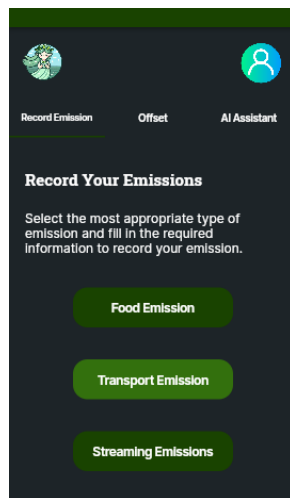 Record Emission Offset AI Assistant
Record Your Emissions
Select the most appropriate type of
emission and fill in the required
information to record your emission.
Food Emission
Transport Emission
Streaming Emissions